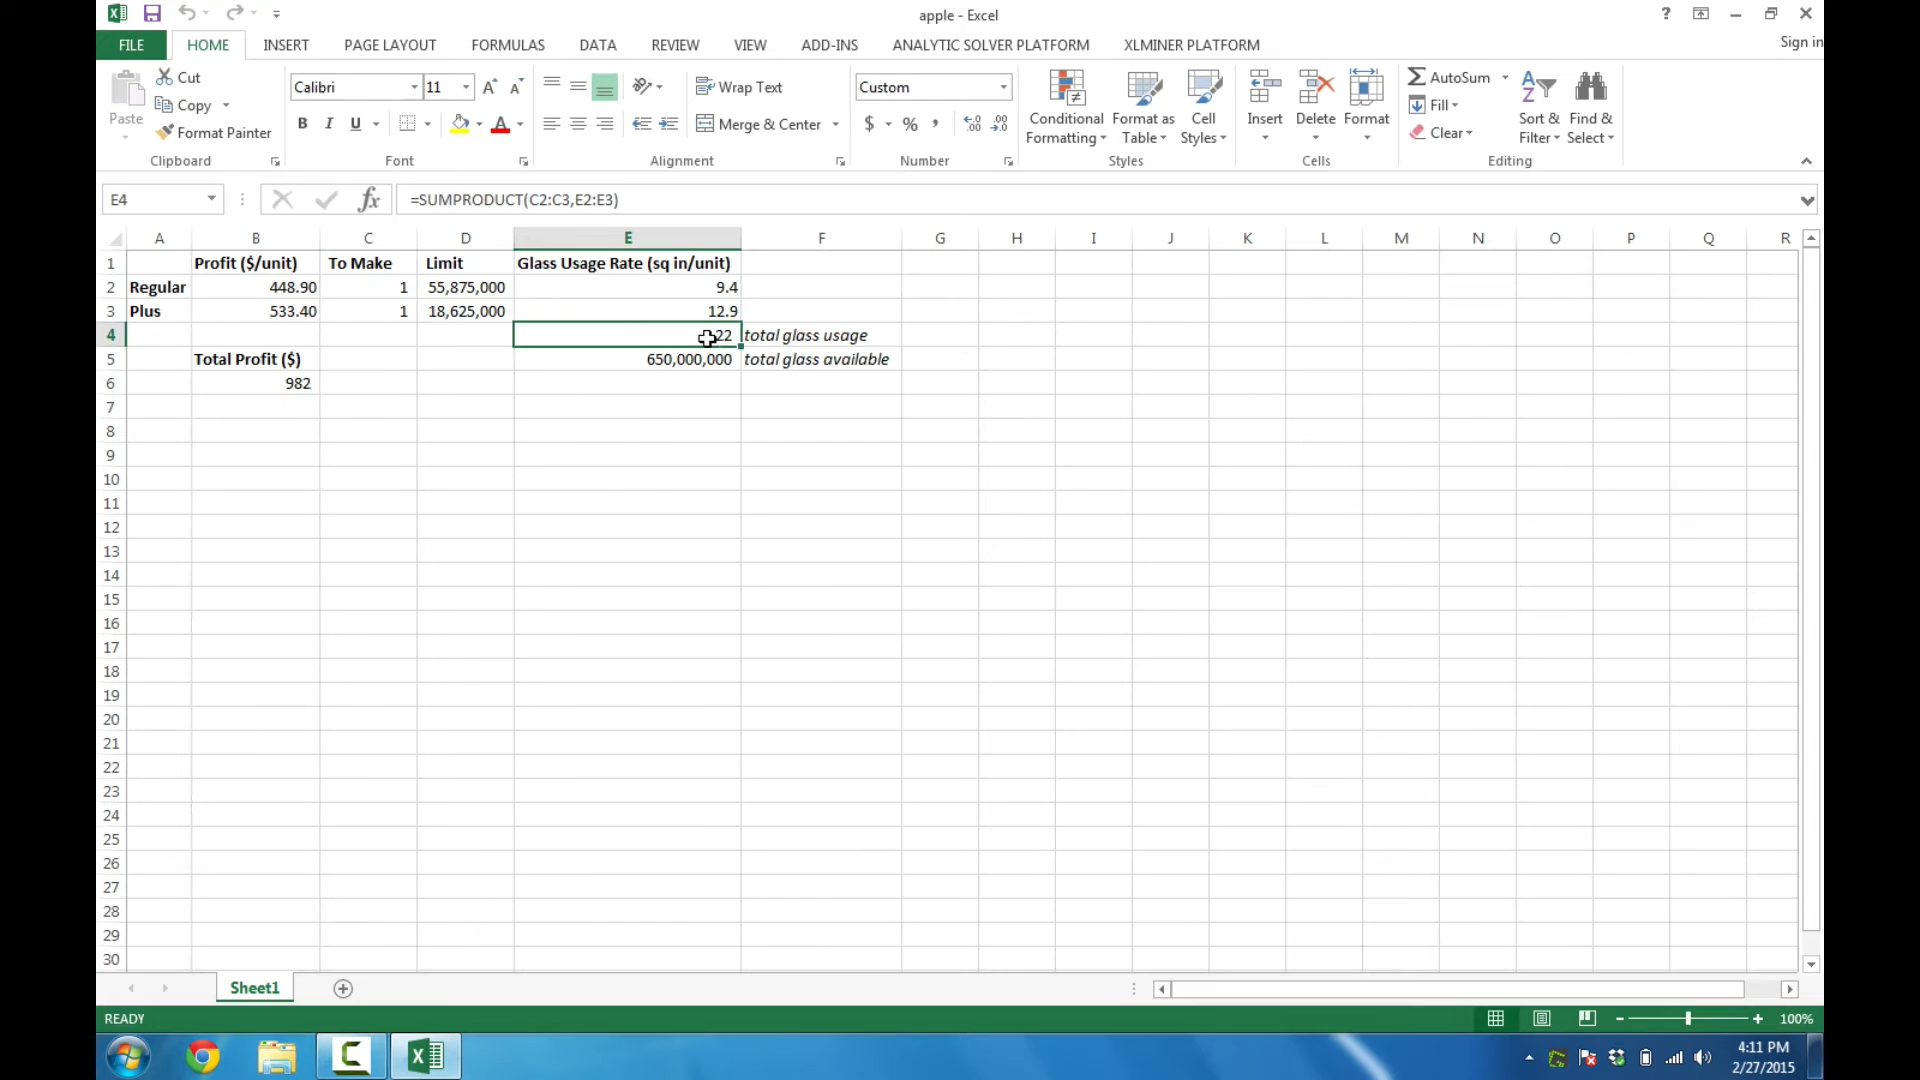 apple - Excel
Sign in
FILE HOME INSERT PAGE LAYOUT FORMULAS DATA REVIEW VIEW ADD-INS ANALYTIC SOLVER PLATFORM XLMINER PLATFORM
Paste
Cut
Copy
Format Painter
Clipboard
Calibri 11
B I U A
Font
Wrap Text
Merge & Center
Alignment
Custom
$ % ,
Number
Conditional Formatting
Format as Table
Cell Styles
Styles
Insert Delete Format
Cells
AutoSum
Fill
Clear
Sort & Filter
Find & Select
Editing
E4 fx =SUMPRODUCT(C2:C3,E2:E3)
A B C D E F G H I J K L M N O P Q R
1 Profit ($/unit) To Make Limit Glass Usage Rate (sq in/unit)
2 Regular 448.90 1 55,875,000 9.4
3 Plus 533.40 1 18,625,000 12.9
4 22 total glass usage
5 Total Profit ($) 650,000,000 total glass available
6 982
7
8
9
10
11
12
13
14
15
16
17
18
19
20
21
22
23
24
25
26
27
28
29
30
Sheet1
READY 100%
4:11 PM
2/27/2015